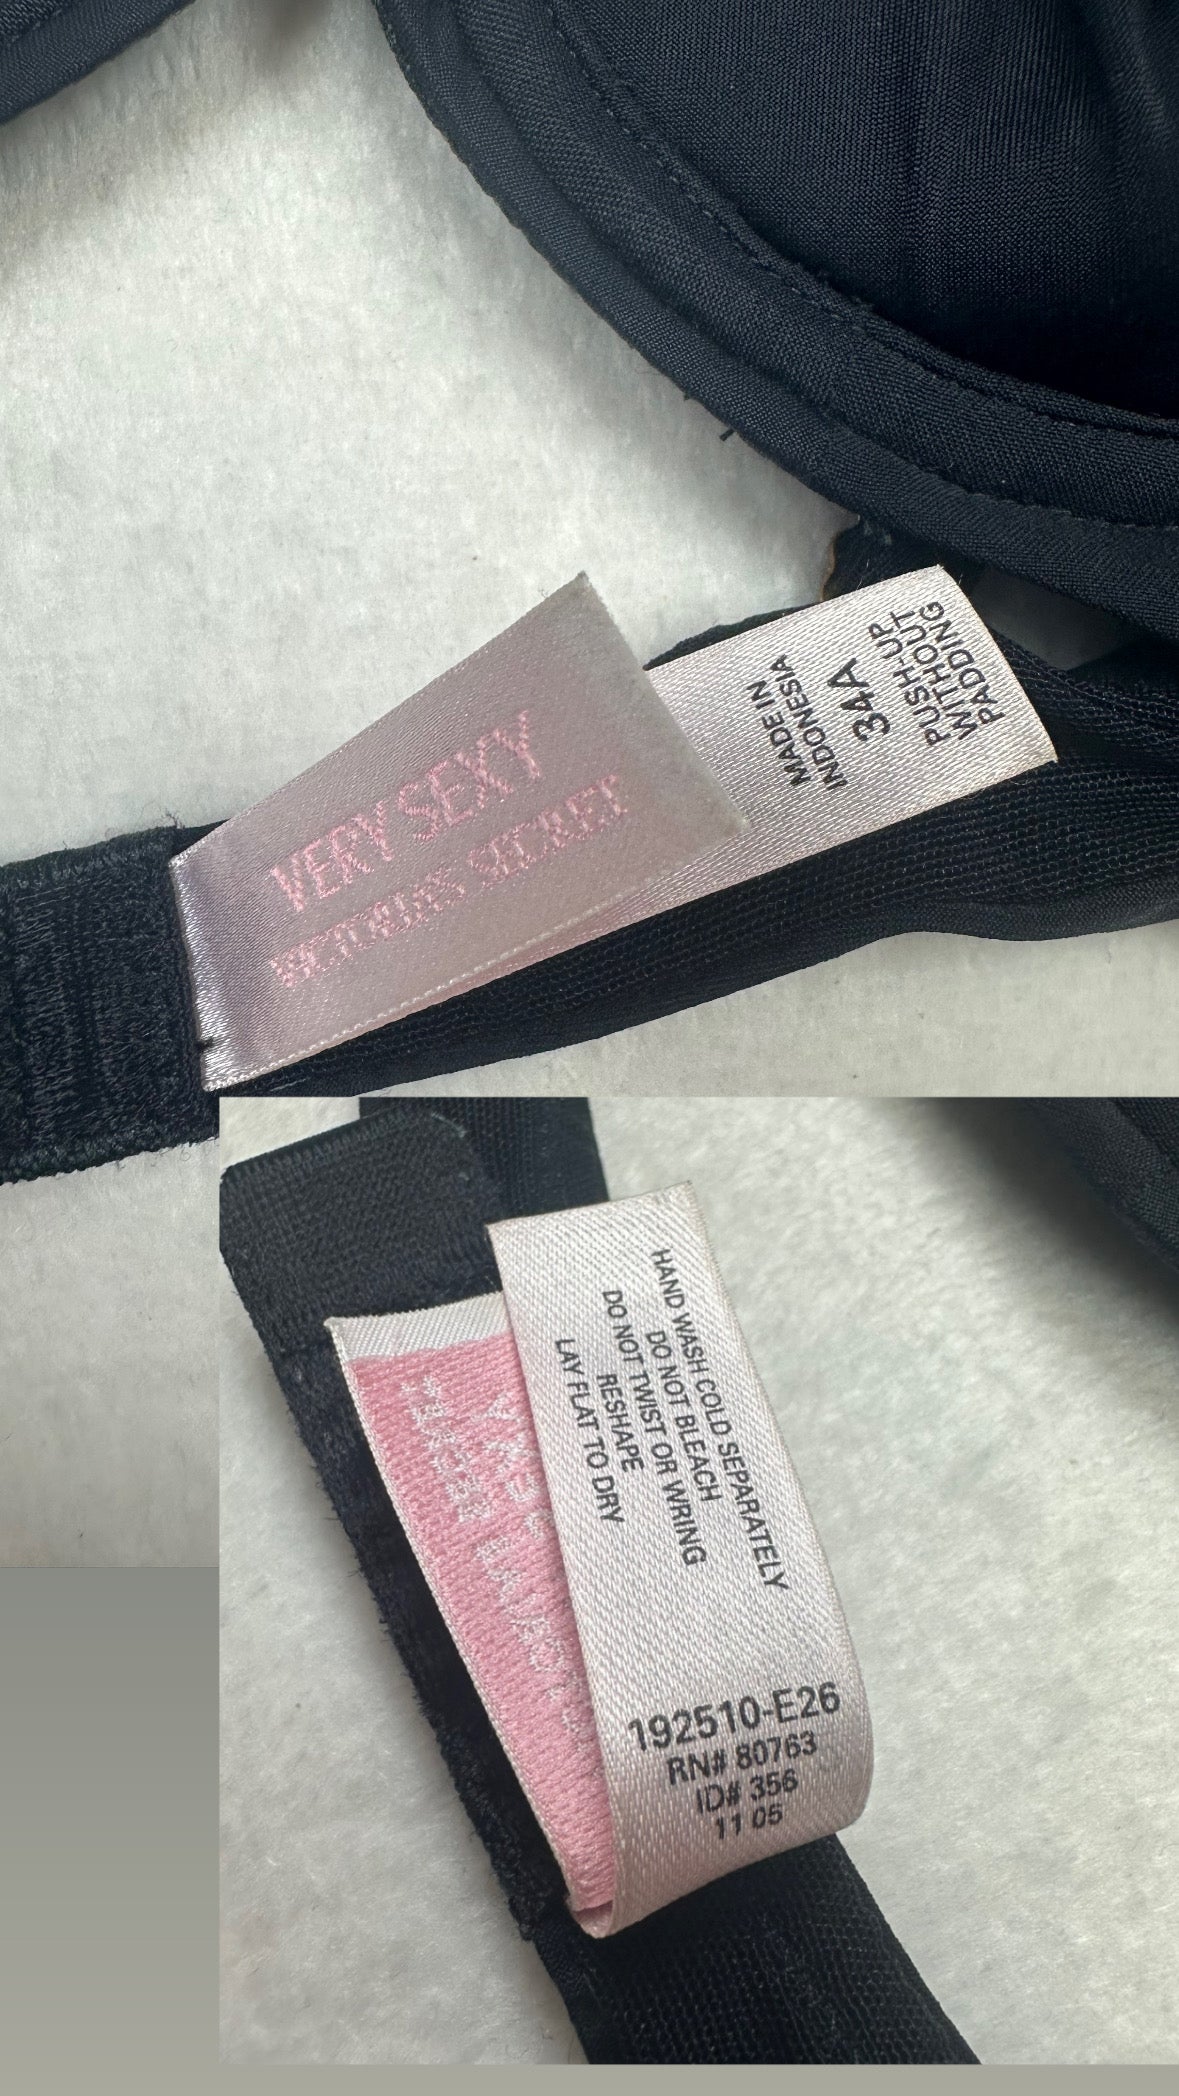 VERY SEXY
VICTORIA'S SECRET
MADE IN
INDONESIA
34A
PUSH-UP
WITHOUT
PADDING
HAND WASH COLD SEPARATELY
DO NOT BLEACH
DO NOT TWIST OR WRING
RESHAPE
LAY FLAT TO DRY
192510-E26
RN# 80763
ID# 356
11 05